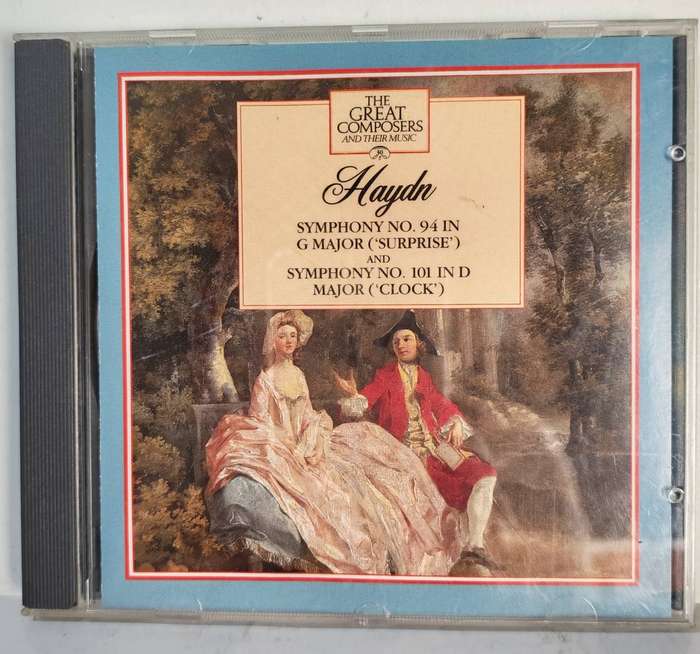 THE
GREAT
COMPOSERS
AND THEIR MUSIC
30
Haydn
SYMPHONY NO. 94 IN
G MAJOR ('SURPRISE')
AND
SYMPHONY NO. 101 IN D
MAJOR ('CLOCK')